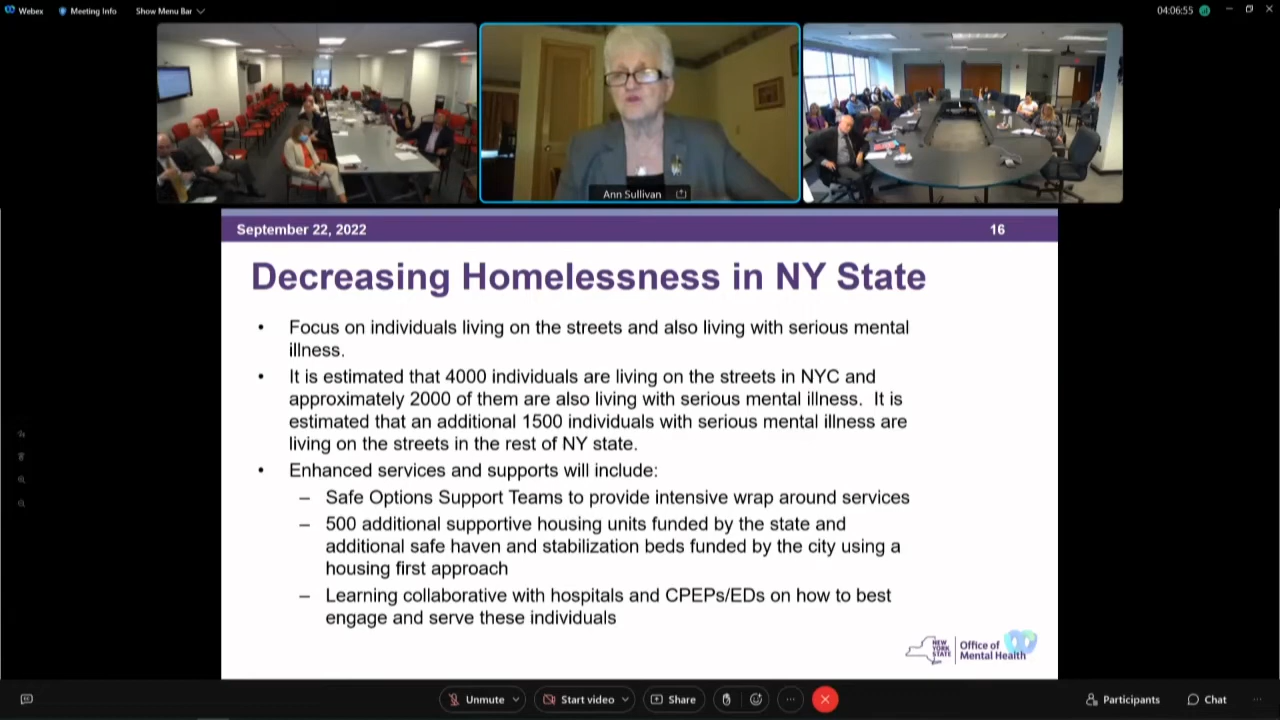 Webex
Meeting Info
Show Menu Bar
04:06:55
Ann Sullivan
September 22, 2022
16
Decreasing Homelessness in NY State
• Focus on individuals living on the streets and also living with serious mental
illness.
• It is estimated that 4000 individuals are living on the streets in NYC and
approximately 2000 of them are also living with serious mental illness. It is
estimated that an additional 1500 individuals with serious mental illness are
living on the streets in the rest of NY state.
• Enhanced services and supports will include:
– Safe Options Support Teams to provide intensive wrap around services
– 500 additional supportive housing units funded by the state and
additional safe haven and stabilization beds funded by the city using a
housing first approach
– Learning collaborative with hospitals and CPEPs/EDs on how to best
engage and serve these individuals
NEW
YORK
STATE
Office of
Mental Health
Unmute
Start video
Share
Participants
Chat